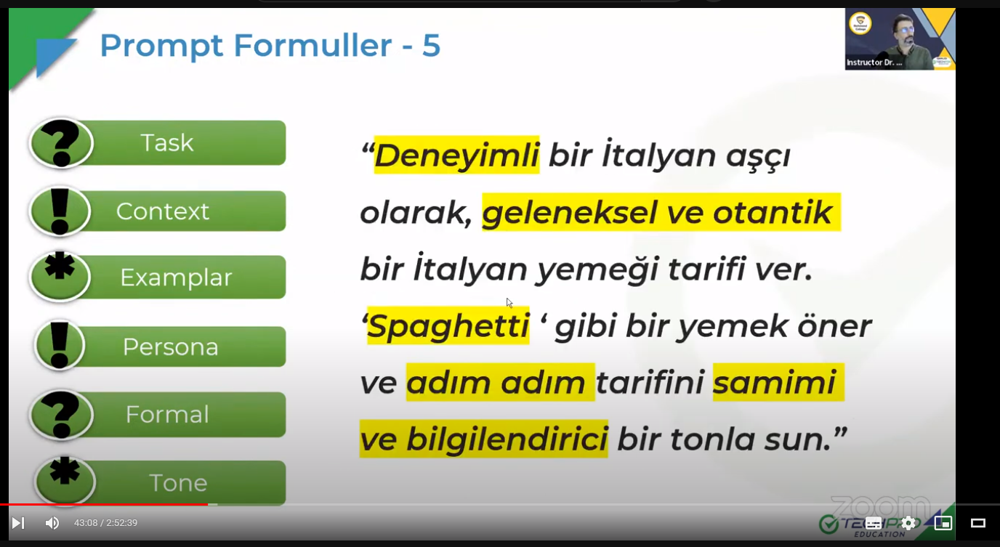 Prompt Formuller - 5
Instructor Dr. ...
Task
Context
Examplar
Persona
Formal
Tone
“Deneyimli bir İtalyan aşçı
olarak, geleneksel ve otantik
bir İtalyan yemeği tarifi ver.
‘Spaghetti ‘ gibi bir yemek öner
ve adım adım tarifini samimi
ve bilgilendirici bir tonla sun.”
zoom
TECHPRO
EDUCATION
43:08 / 2:52:39